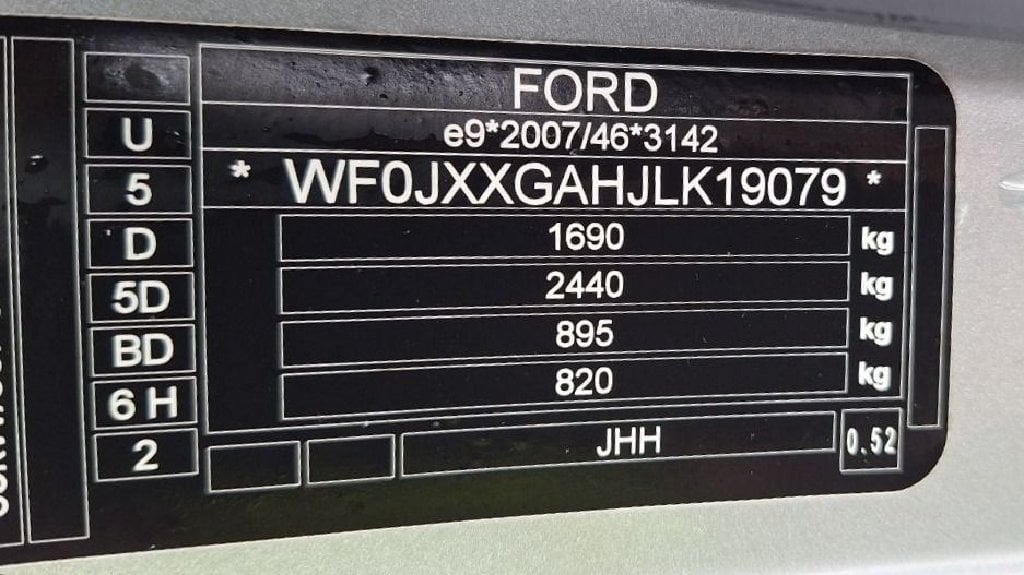 FORD
U
e9*2007/46*3142
5
* WF0JXXGAHJLK19079 *
D
1690 kg
5D
2440 kg
BD
895 kg
6 H
820 kg
2
JHH
0.52